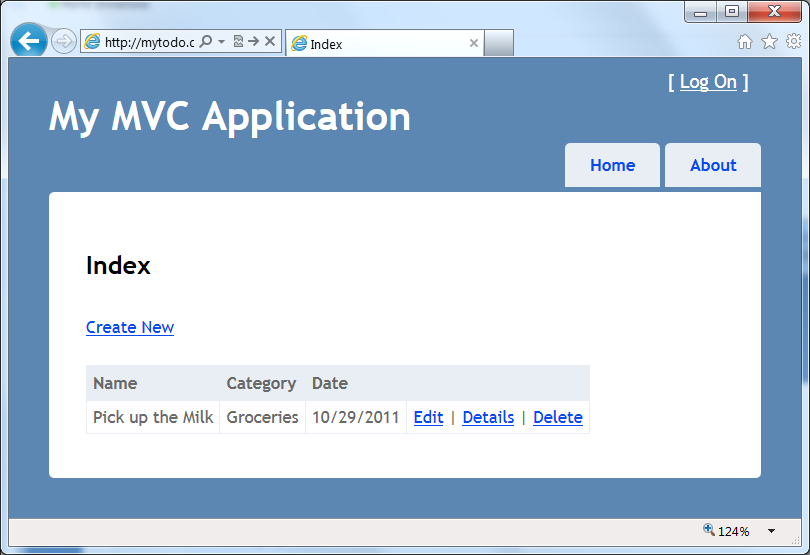 http://mytodo.c
Index
[ Log On ]
My MVC Application
Home
About
Index
Create New
Name Category Date
Pick up the Milk Groceries 10/29/2011 Edit | Details | Delete
124%